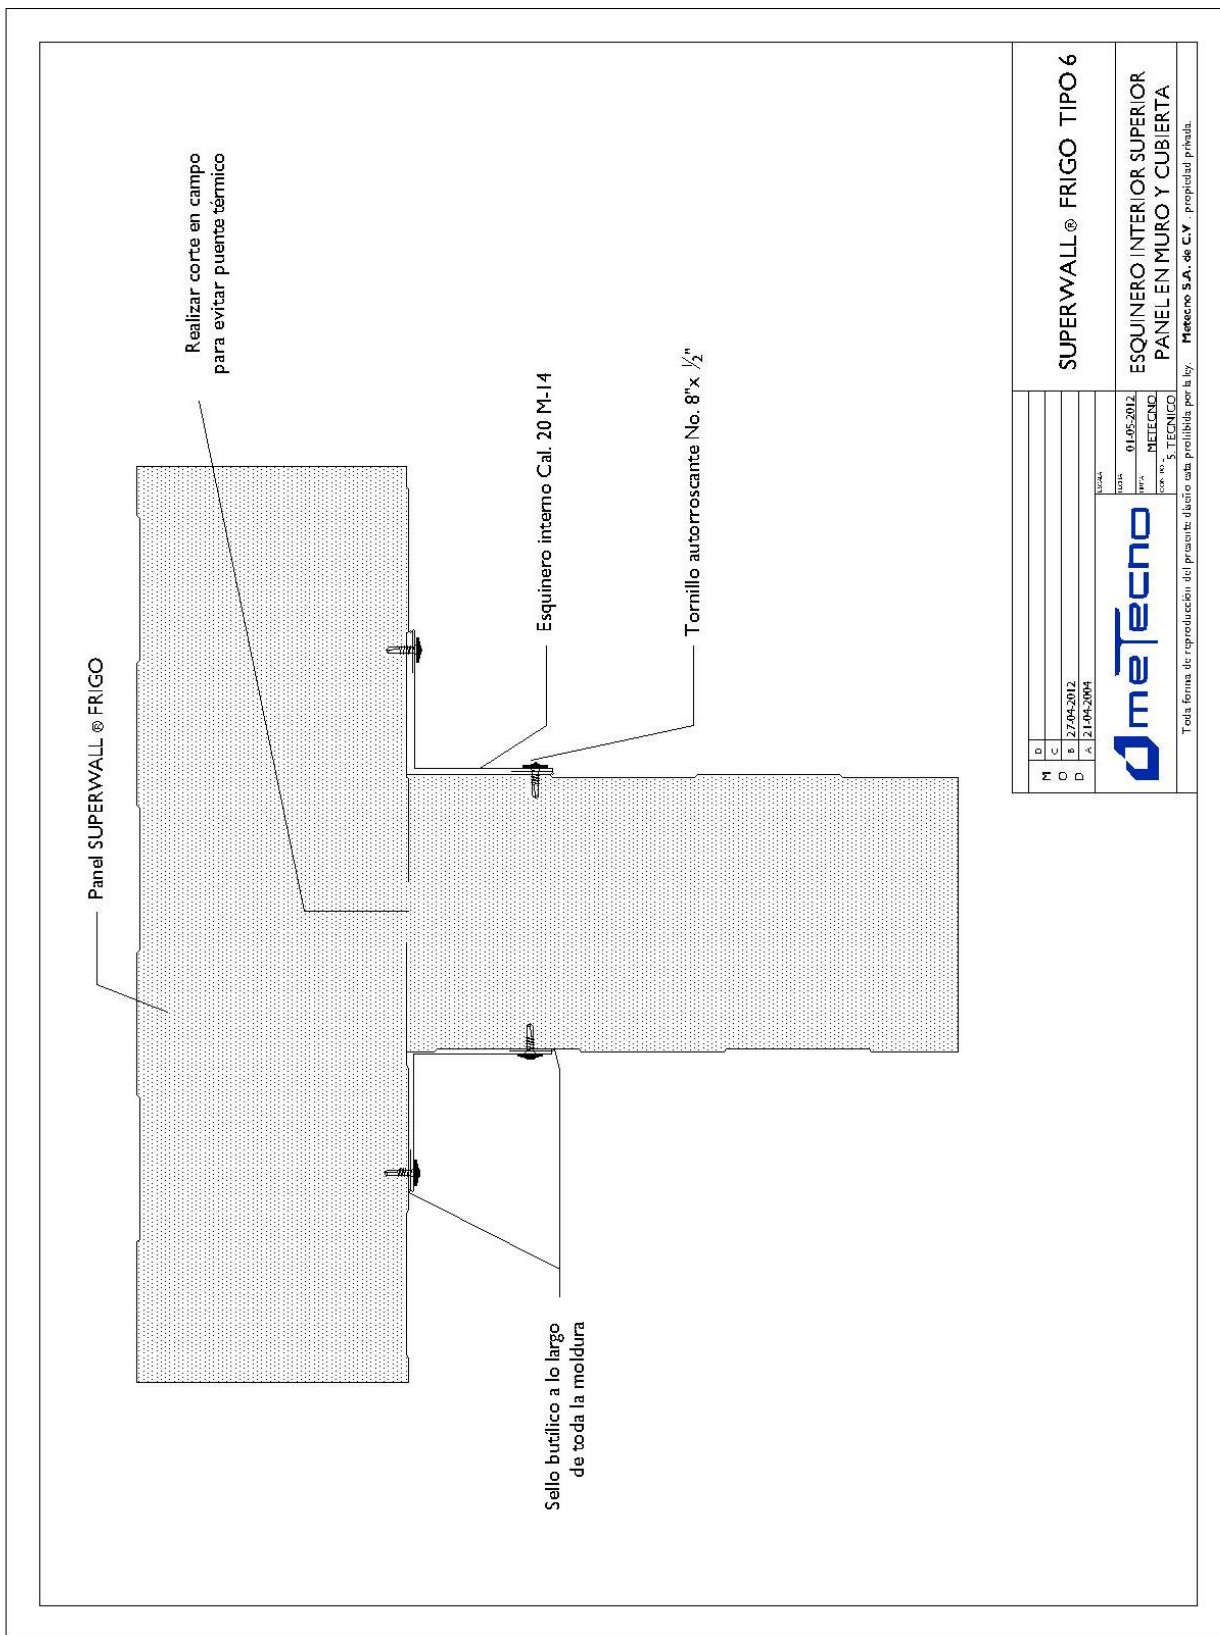 Panel SUPERWALL ® FRIGO
Realizar corte en campo
para evitar puente térmico
Esquinero interno Cal. 20 M-14
Tornillo autorroscante No. 8"x ½"
Sello butílico a lo largo
de toda la moldura
M
O
D
D
C
B 27-04-2012
A 21-04-2004
SUPERWALL® FRIGO TIPO 6
meTecno
ESCALA
FECHA 01-05-2012
METECNO
S. TECNICO
ESQUINERO INTERIOR SUPERIOR
PANEL EN MURO Y CUBIERTA
Toda forma de reproducción del presente diseño esta prohibida por la ley. Metecno S.A. de C.V . propiedad privada.